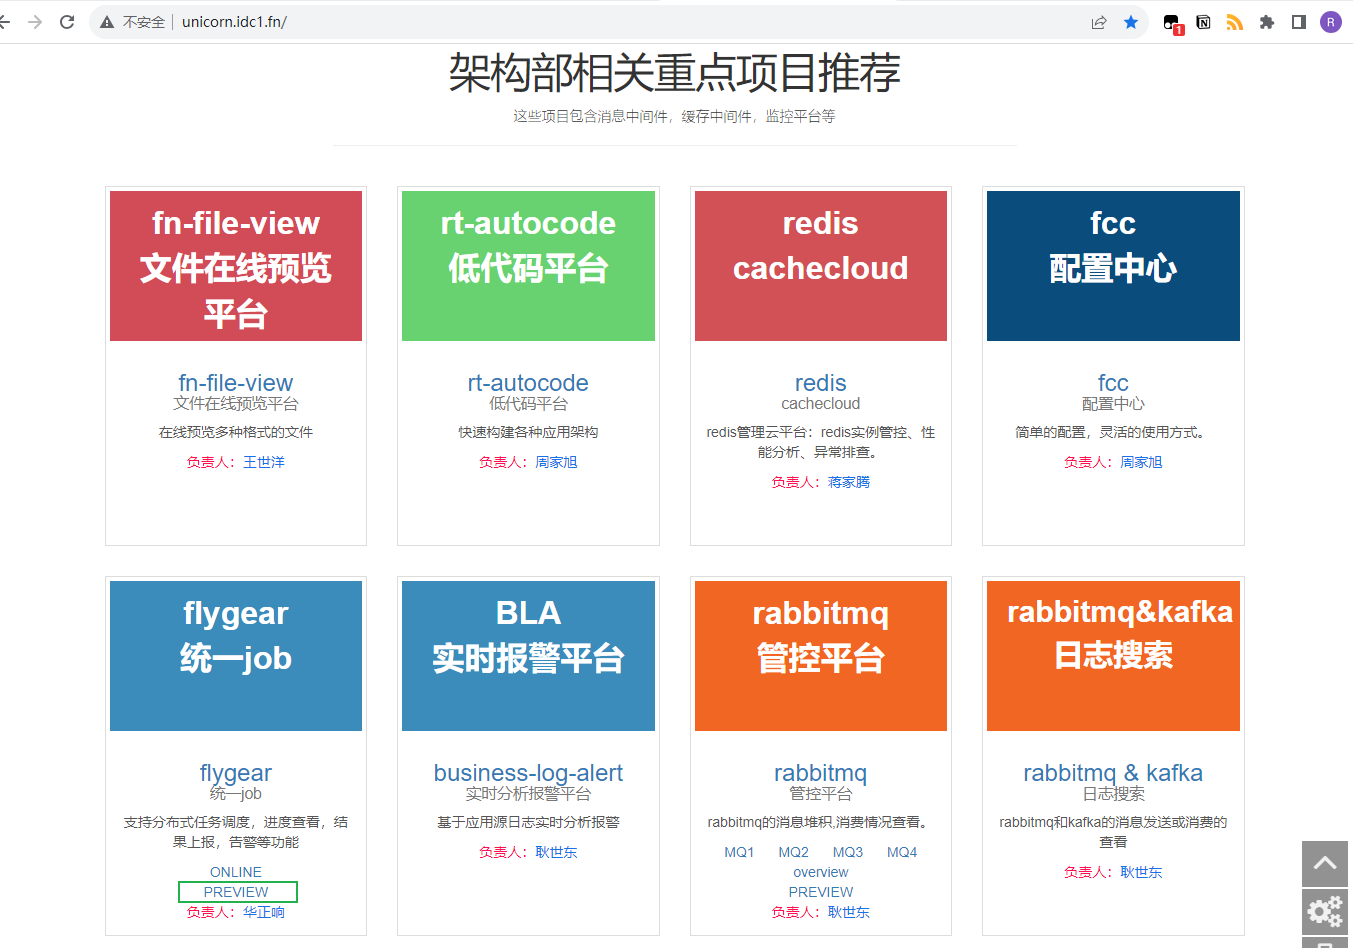 不安全
unicorn.idc1.fn/
1
R
架构部相关重点项目推荐
这些项目包含消息中间件，缓存中间件，监控平台等
fn-file-view
文件在线预览
平台
fn-file-view
文件在线预览平台
在线预览多种格式的文件
负责人：王世洋
rt-autocode
低代码平台
rt-autocode
低代码平台
快速构建各种应用架构
负责人：周家旭
redis
cachecloud
redis
cachecloud
redis管理云平台：redis实例管控、性
能分析、异常排查。
负责人：蒋家腾
fcc
配置中心
fcc
配置中心
简单的配置，灵活的使用方式。
负责人：周家旭
flygear
统一job
flygear
统一job
支持分布式任务调度，进度查看，结
果上报，告警等功能
ONLINE
PREVIEW
负责人：华正响
BLA
实时报警平台
business-log-alert
实时分析报警平台
基于应用源日志实时分析报警
负责人：耿世东
rabbitmq
管控平台
rabbitmq
管控平台
rabbitmq的消息堆积,消费情况查看。
MQ1 MQ2 MQ3 MQ4
overview
PREVIEW
负责人：耿世东
rabbitmq&kafka
日志搜索
rabbitmq & kafka
日志搜索
rabbitmq和kafka的消息发送或消费的
查看
负责人：耿世东